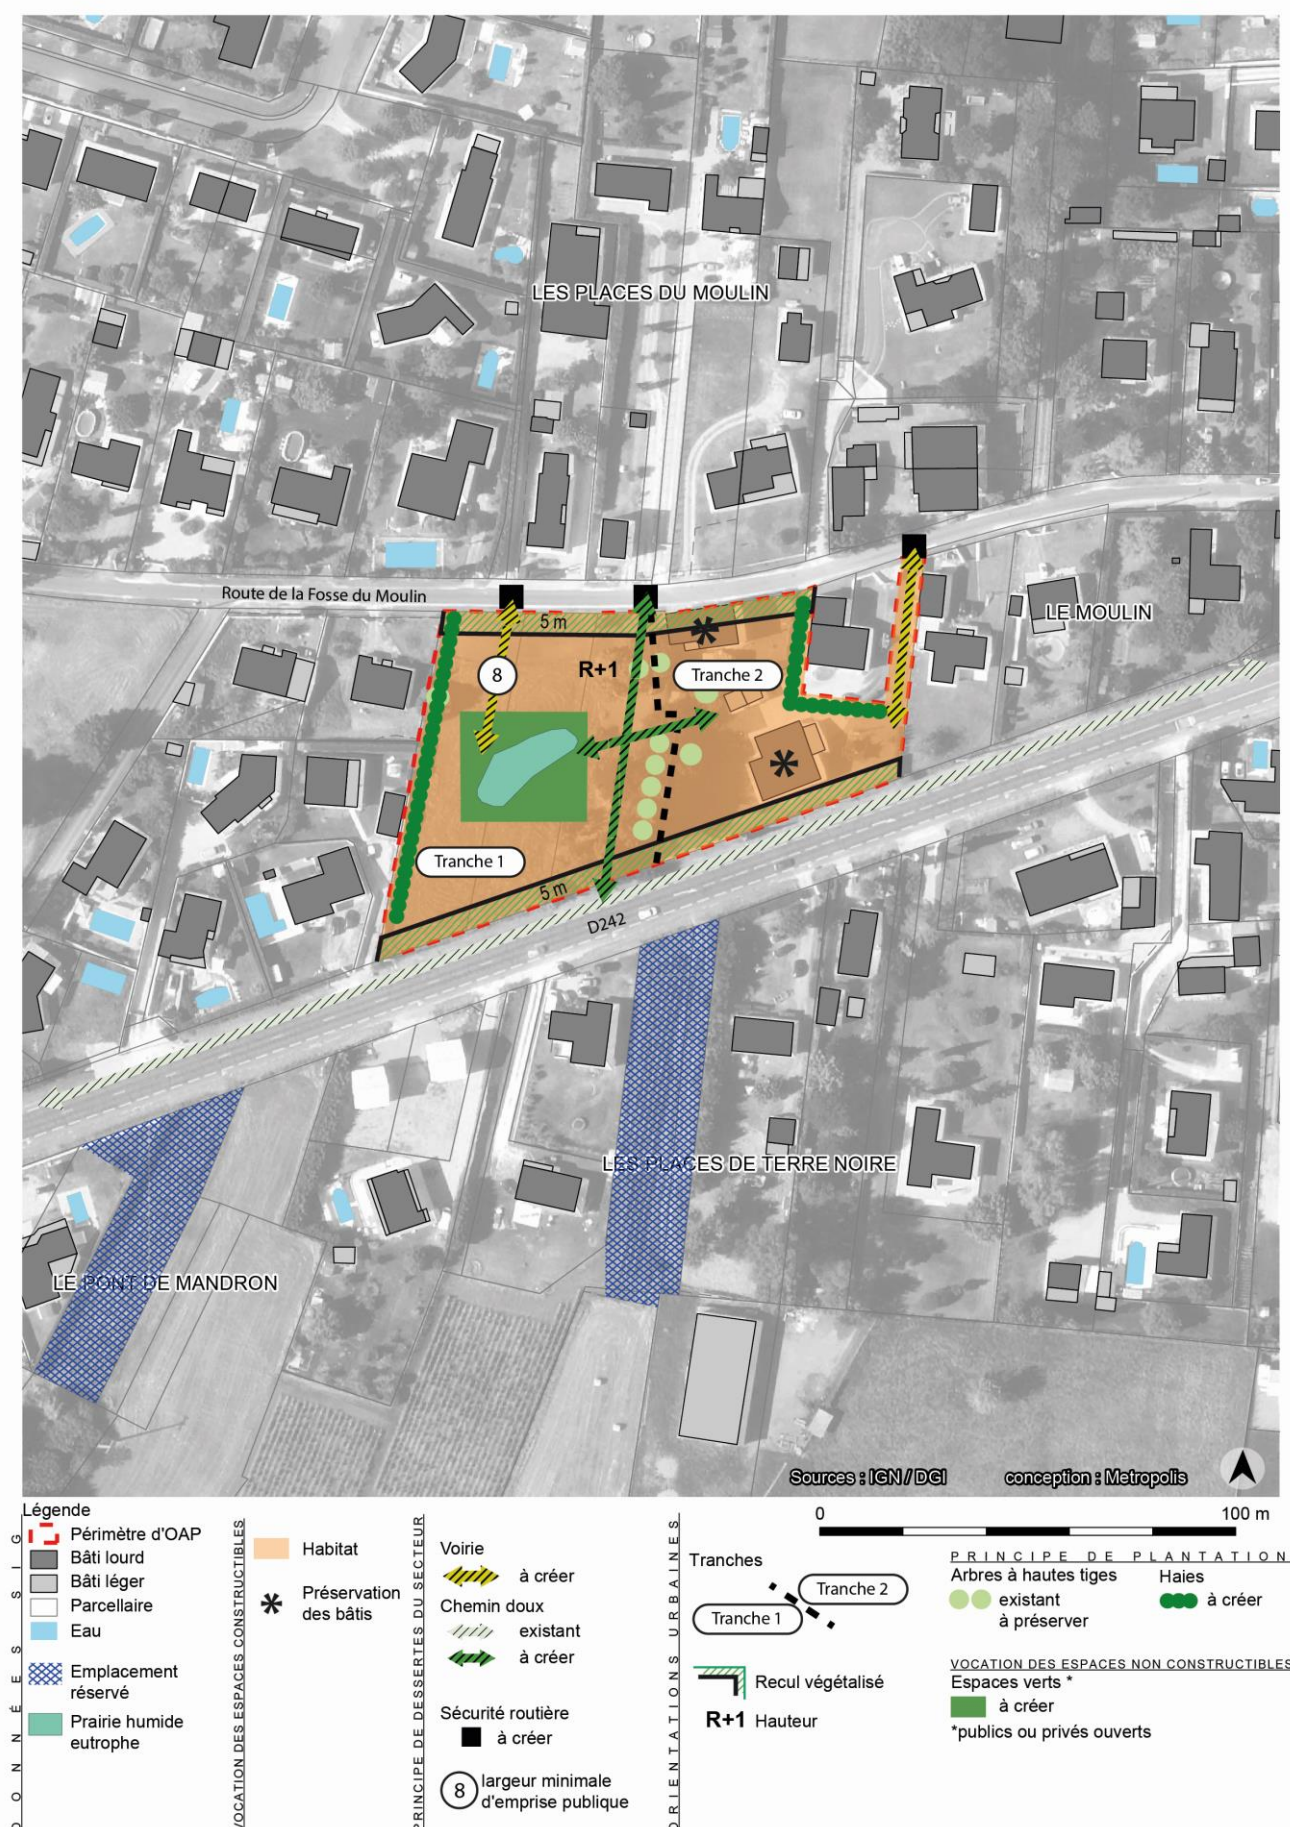 LES PLACES DU MOULIN
Route de la Fosse du Moulin
LE MOULIN
5 m
8
R+1
Tranche 2
Tranche 1
5 m
D242
LES PLACES DE TERRE NOIRE
LE PONT DE MANDRON
Sources : IGN / DGI
conception : Metropolis
Légende
DONNÉES SIG
Périmètre d'OAP
Bâti lourd
Bâti léger
Parcellaire
Eau
Emplacement
réservé
Prairie humide
eutrophe
VOCATION DES ESPACES CONSTRUCTIBLES
Habitat
Préservation
des bâtis
PRINCIPE DE DESSERTES DU SECTEUR
Voirie
à créer
Chemin doux
existant
à créer
Sécurité routière
à créer
8
largeur minimale
d'emprise publique
ORIENTATIONS URBAINES
0
100 m
Tranches
Tranche 2
Tranche 1
Recul végétalisé
R+1 Hauteur
PRINCIPE DE PLANTATION
Arbres à hautes tiges
existant
à préserver
Haies
à créer
VOCATION DES ESPACES NON CONSTRUCTIBLES
Espaces verts *
à créer
*publics ou privés ouverts